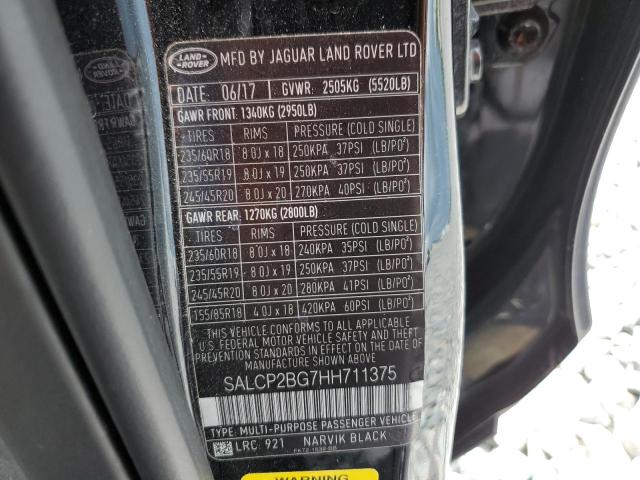 LAND ROVER MFD BY JAGUAR LAND ROVER LTD
DATE: 06/17 GVWR: 2505KG (5520LB)
GAWR FRONT: 1340KG (2950LB)
TIRES RIMS PRESSURE (COLD SINGLE)
235/60R18 8.0J x 18 250KPA 37PSI (LB/PO²)
235/55R19 8.0J x 19 250KPA 37PSI (LB/PO²)
245/45R20 8.0J x 20 270KPA 40PSI (LB/PO²)
GAWR REAR: 1270KG (2800LB)
TIRES RIMS PRESSURE (COLD SINGLE)
235/60R18 8.0J x 18 240KPA 35PSI (LB/PO²)
235/55R19 8.0J x 19 250KPA 37PSI (LB/PO²)
245/45R20 8.0J x 20 280KPA 41PSI (LB/PO²)
155/85R18 4.0J x 18 420KPA 60PSI (LB/PO²)
THIS VEHICLE CONFORMS TO ALL APPLICABLE
U.S. FEDERAL MOTOR VEHICLE SAFETY AND THEFT
PREVENTION STANDARDS IN EFFECT ON THE DATE OF
MANUFACTURE SHOWN ABOVE.
SALCP2BG7HH711375
TYPE: MULTI-PURPOSE PASSENGER VEHICLE
LRC: 921 NARVIK BLACK
WARNING